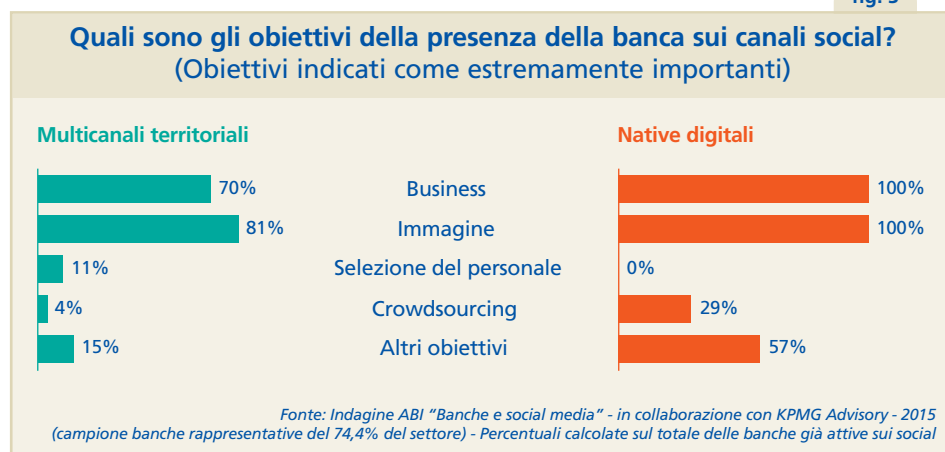 fig. 3
Quali sono gli obiettivi della presenza della banca sui canali social?
(Obiettivi indicati come estremamente importanti)
Multicanali territoriali
Native digitali
70% Business 100%
81% Immagine 100%
11% Selezione del personale 0%
4% Crowdsourcing 29%
15% Altri obiettivi 57%
Fonte: Indagine ABI "Banche e social media" - in collaborazione con KPMG Advisory - 2015
(campione banche rappresentative del 74,4% del settore) - Percentuali calcolate sul totale delle banche già attive sui social